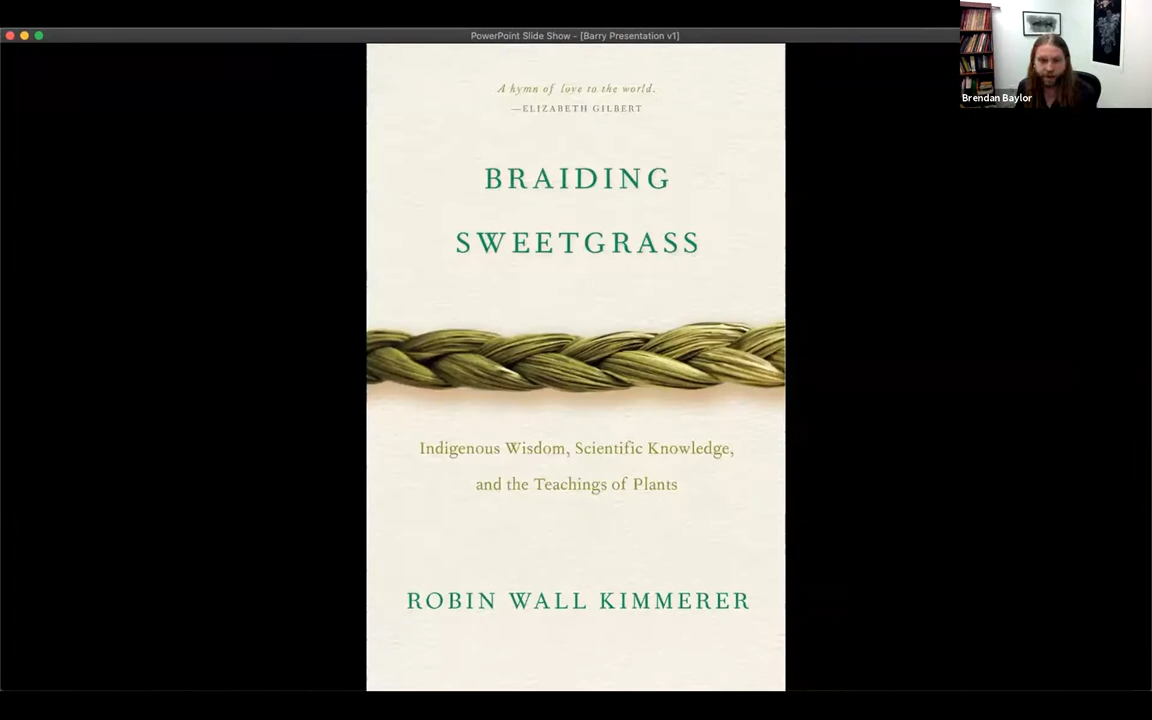 PowerPoint Slide Show - [Barry Presentation v1]
A hymn of love to the world.
—ELIZABETH GILBERT
BRAIDING
SWEETGRASS
Indigenous Wisdom, Scientific Knowledge,
and the Teachings of Plants
ROBIN WALL KIMMERER
Brendan Baylor